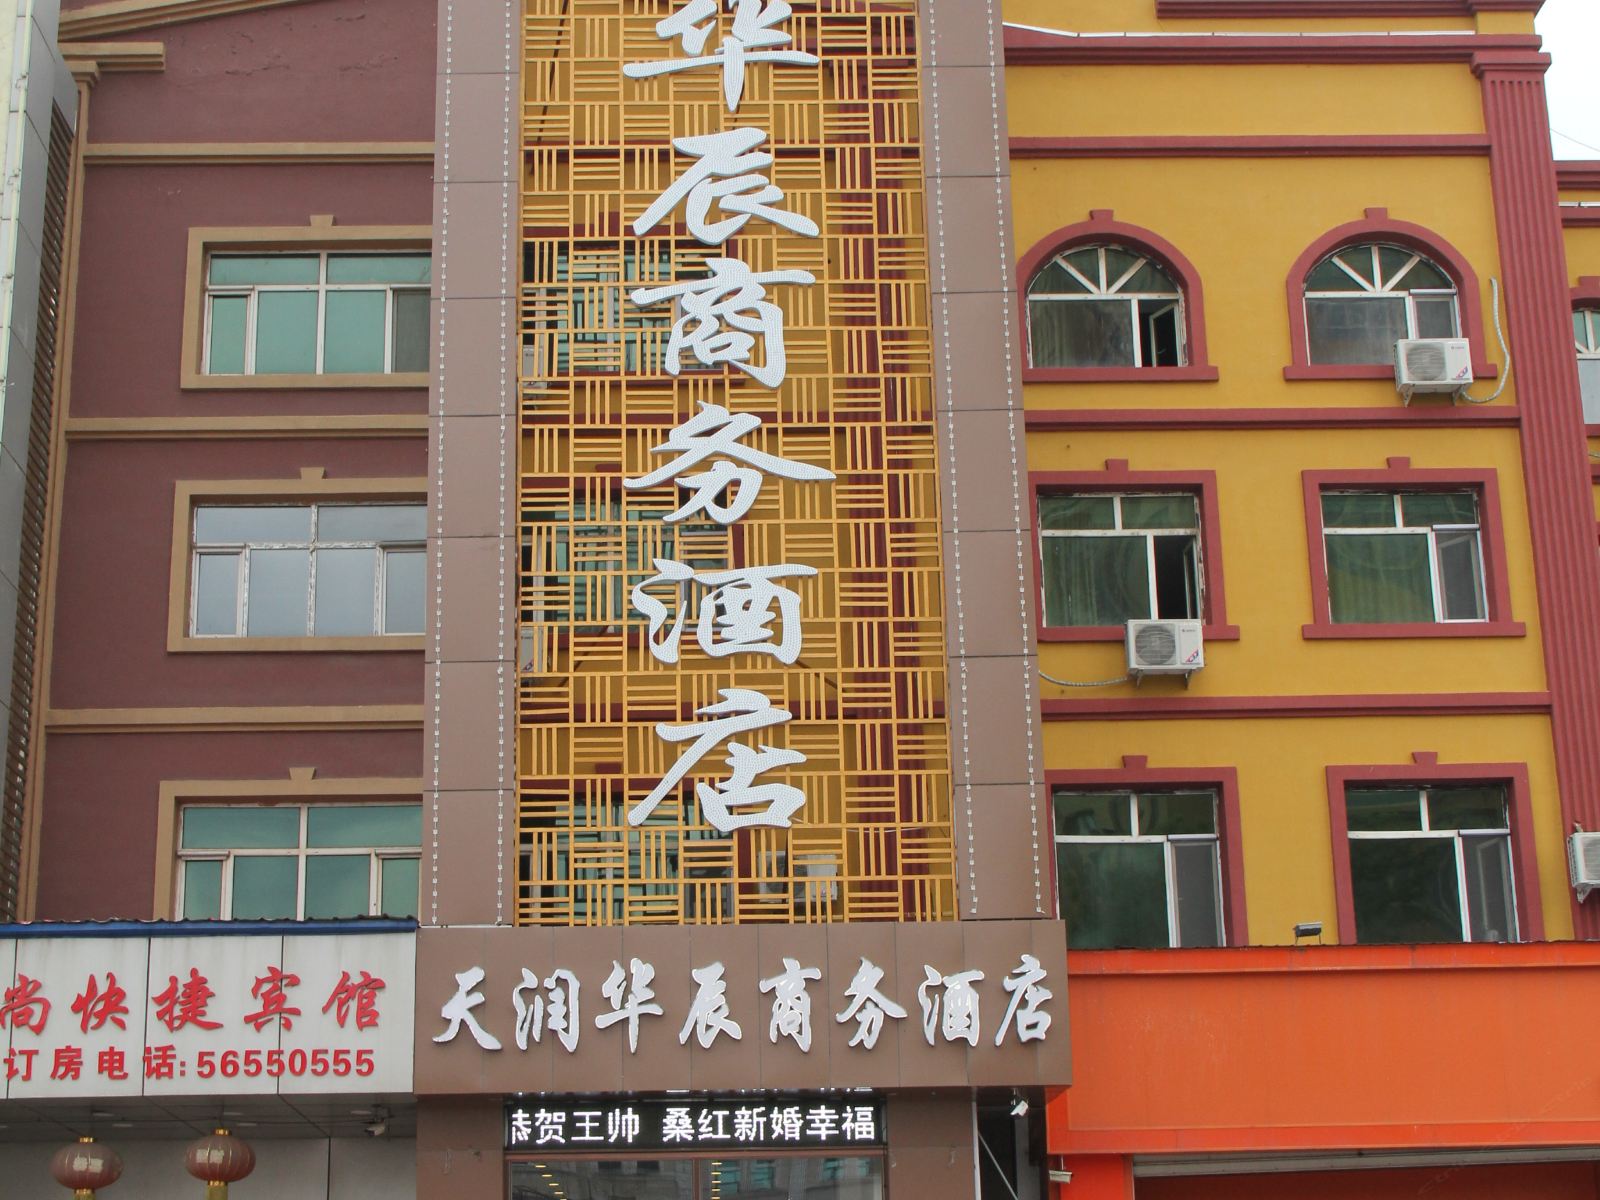 华辰商务酒店
天润华辰商务酒店
尚快捷宾馆
订房电话:56550555
恭贺王帅 桑红新婚幸福